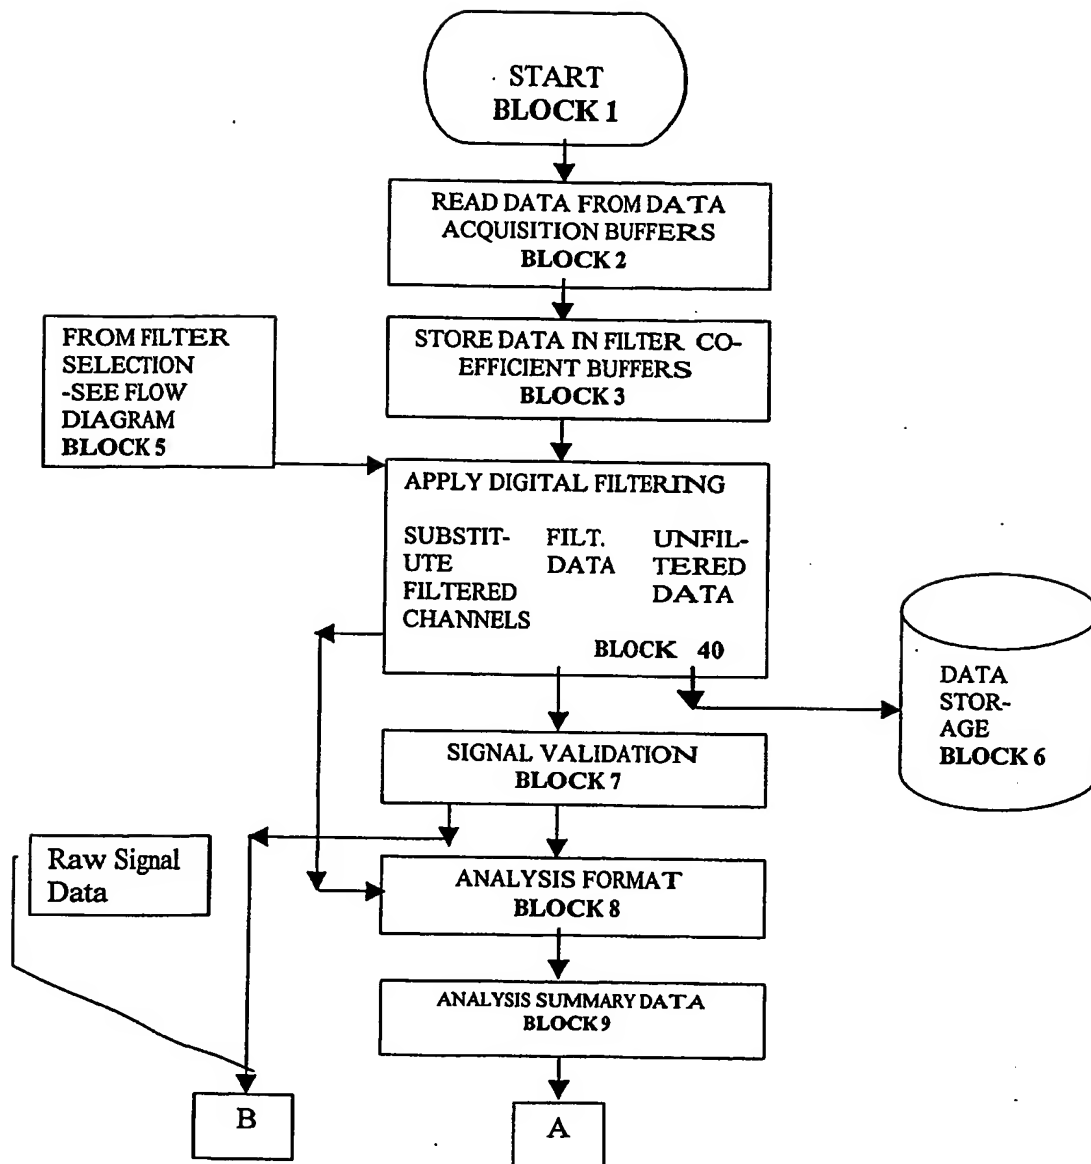 START
BLOCK 1
READ DATA FROM DATA
ACQUISITION BUFFERS
BLOCK 2
STORE DATA IN FILTER CO-
EFFICIENT BUFFERS
BLOCK 3
FROM FILTER
SELECTION
-SEE FLOW
DIAGRAM
BLOCK 5
APPLY DIGITAL FILTERING
SUBSTIT-
UTE
FILTERED
CHANNELS
FILT.
DATA
UNFIL-
TERED
DATA
BLOCK 40
DATA
STOR-
AGE
BLOCK 6
SIGNAL VALIDATION
BLOCK 7
Raw Signal
Data
ANALYSIS FORMAT
BLOCK 8
ANALYSIS SUMMARY DATA
BLOCK 9
B
A